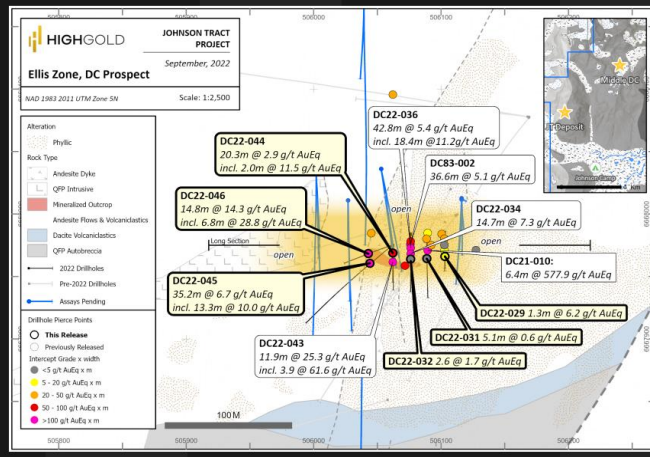 HIGHGOLD
JOHNSON TRACT
PROJECT
September, 2022
Ellis Zone, DC Prospect
NAD 1983 2011 UTM Zone 5N
Scale: 1:2,500
506000
506100
Middle DC
JT Deposit
Johnson Camp
Km
Alteration
Phyllic
Rock Type
Andesite Dyke
QFP Intrusive
Mineralized Outcrop
Andesite Flows & Volcaniclastics
Dacite Volcaniclastics
QFP Autobreccia
2022 Drillholes
Pre-2022 Drillholes
Assays Pending
Drillhole Pierce Points
This Release
Previously Released
Intercept Grade x width
<5 g/t AuEq x m
5 - 20 g/t AuEq x m
20 - 50 g/t AuEq x m
50 - 100 g/t AuEq x m
>100 g/t AuEq x m
DC22-036
42.8m @ 5.4 g/t AuEq
incl. 18.4m @11.2g/t AuEq
DC22-044
20.3m @ 2.9 g/t AuEq
incl. 2.0m @ 11.5 g/t AuEq
DC83-002
36.6m @ 5.1 g/t AuEq
DC22-046
14.8m @ 14.3 g/t AuEq
incl. 6.8m @ 28.8 g/t AuEq
DC22-034
14.7m @ 7.3 g/t AuEq
open
Long Section
open
open
DC21-010:
6.4m @ 577.9 g/t AuEq
DC22-045
35.2m @ 6.7 g/t AuEq
incl. 13.3m @ 10.0 g/t AuEq
DC22-029 1.3m @ 6.2 g/t AuEq
DC22-031 5.1m @ 0.6 g/t AuEq
DC22-043
11.9m @ 25.3 g/t AuEq
incl. 3.9 @ 61.6 g/t AuEq
DC22-032 2.6 @ 1.7 g/t AuEq
100 M
505800
505900
506000
506100
506200